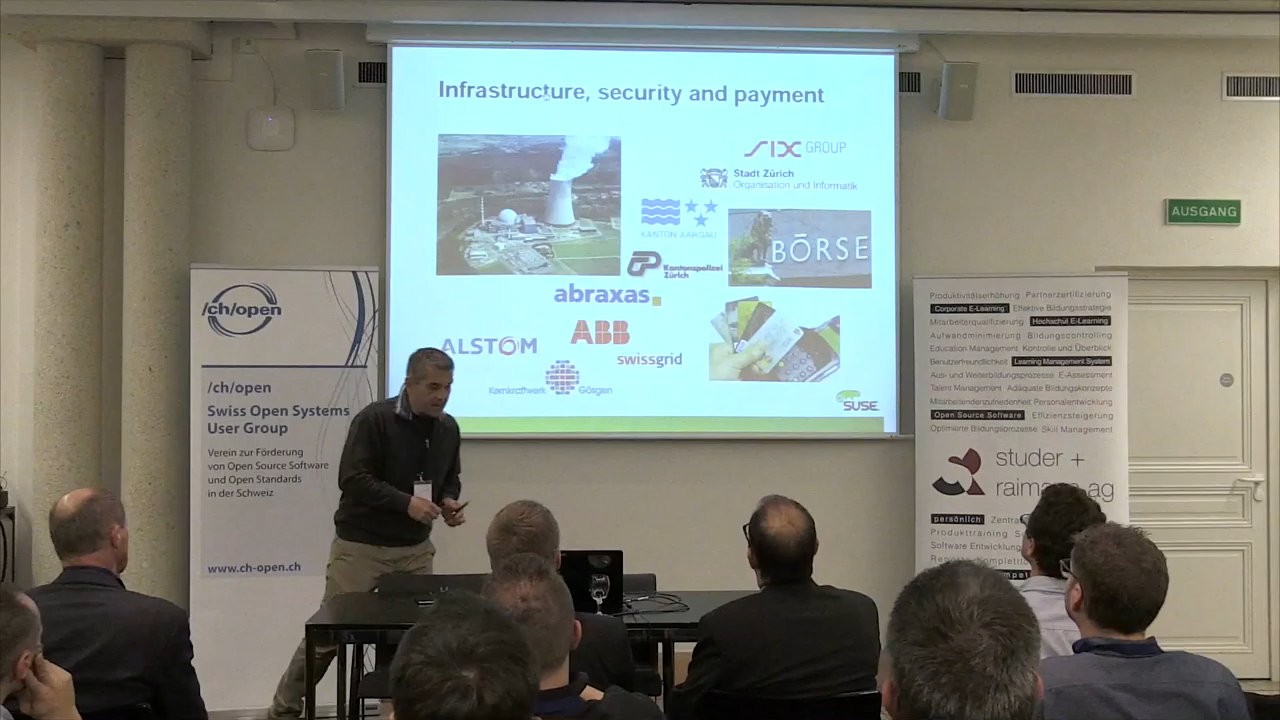 Infrastructure, security and payment
SIX GROUP
Stadt Zürich
Organisation und Informatik
KANTON AARGAU
BÖRSE
Kantonspolizei
Zürich
abraxas
ABB
ALSTOM
swissgrid
Kernkraftwerk Gösgen
SUSE
AUSGANG
/ch/open
/ch/open
Swiss Open Systems
User Group
Verein zur Förderung
von Open Source Software
und Open Standards
in der Schweiz
www.ch-open.ch
Produktivitätserhöhung Partnerzertifizierung
Corporate E-Learning Effektive Bildungsstrategie
Mitarbeiterqualifizierung Hochschul E-Learning
Aufwandminimierung Bildungscontrolling
Education Management Kontrolle und Überblick
Benutzerfreundlichkeit Learning Management System
Aus- und Weiterbildungsprozesse E-Assessment
Talent Management Adäquate Bildungskonzepte
Mitarbeitendenzufriedenheit Personalentwicklung
Open Source Software Effizienzsteigerung
Optimierte Bildungsprozesse Skill Management
studer +
raimann ag
persönlich Zentra
Produkttraining S
Software Entwicklung